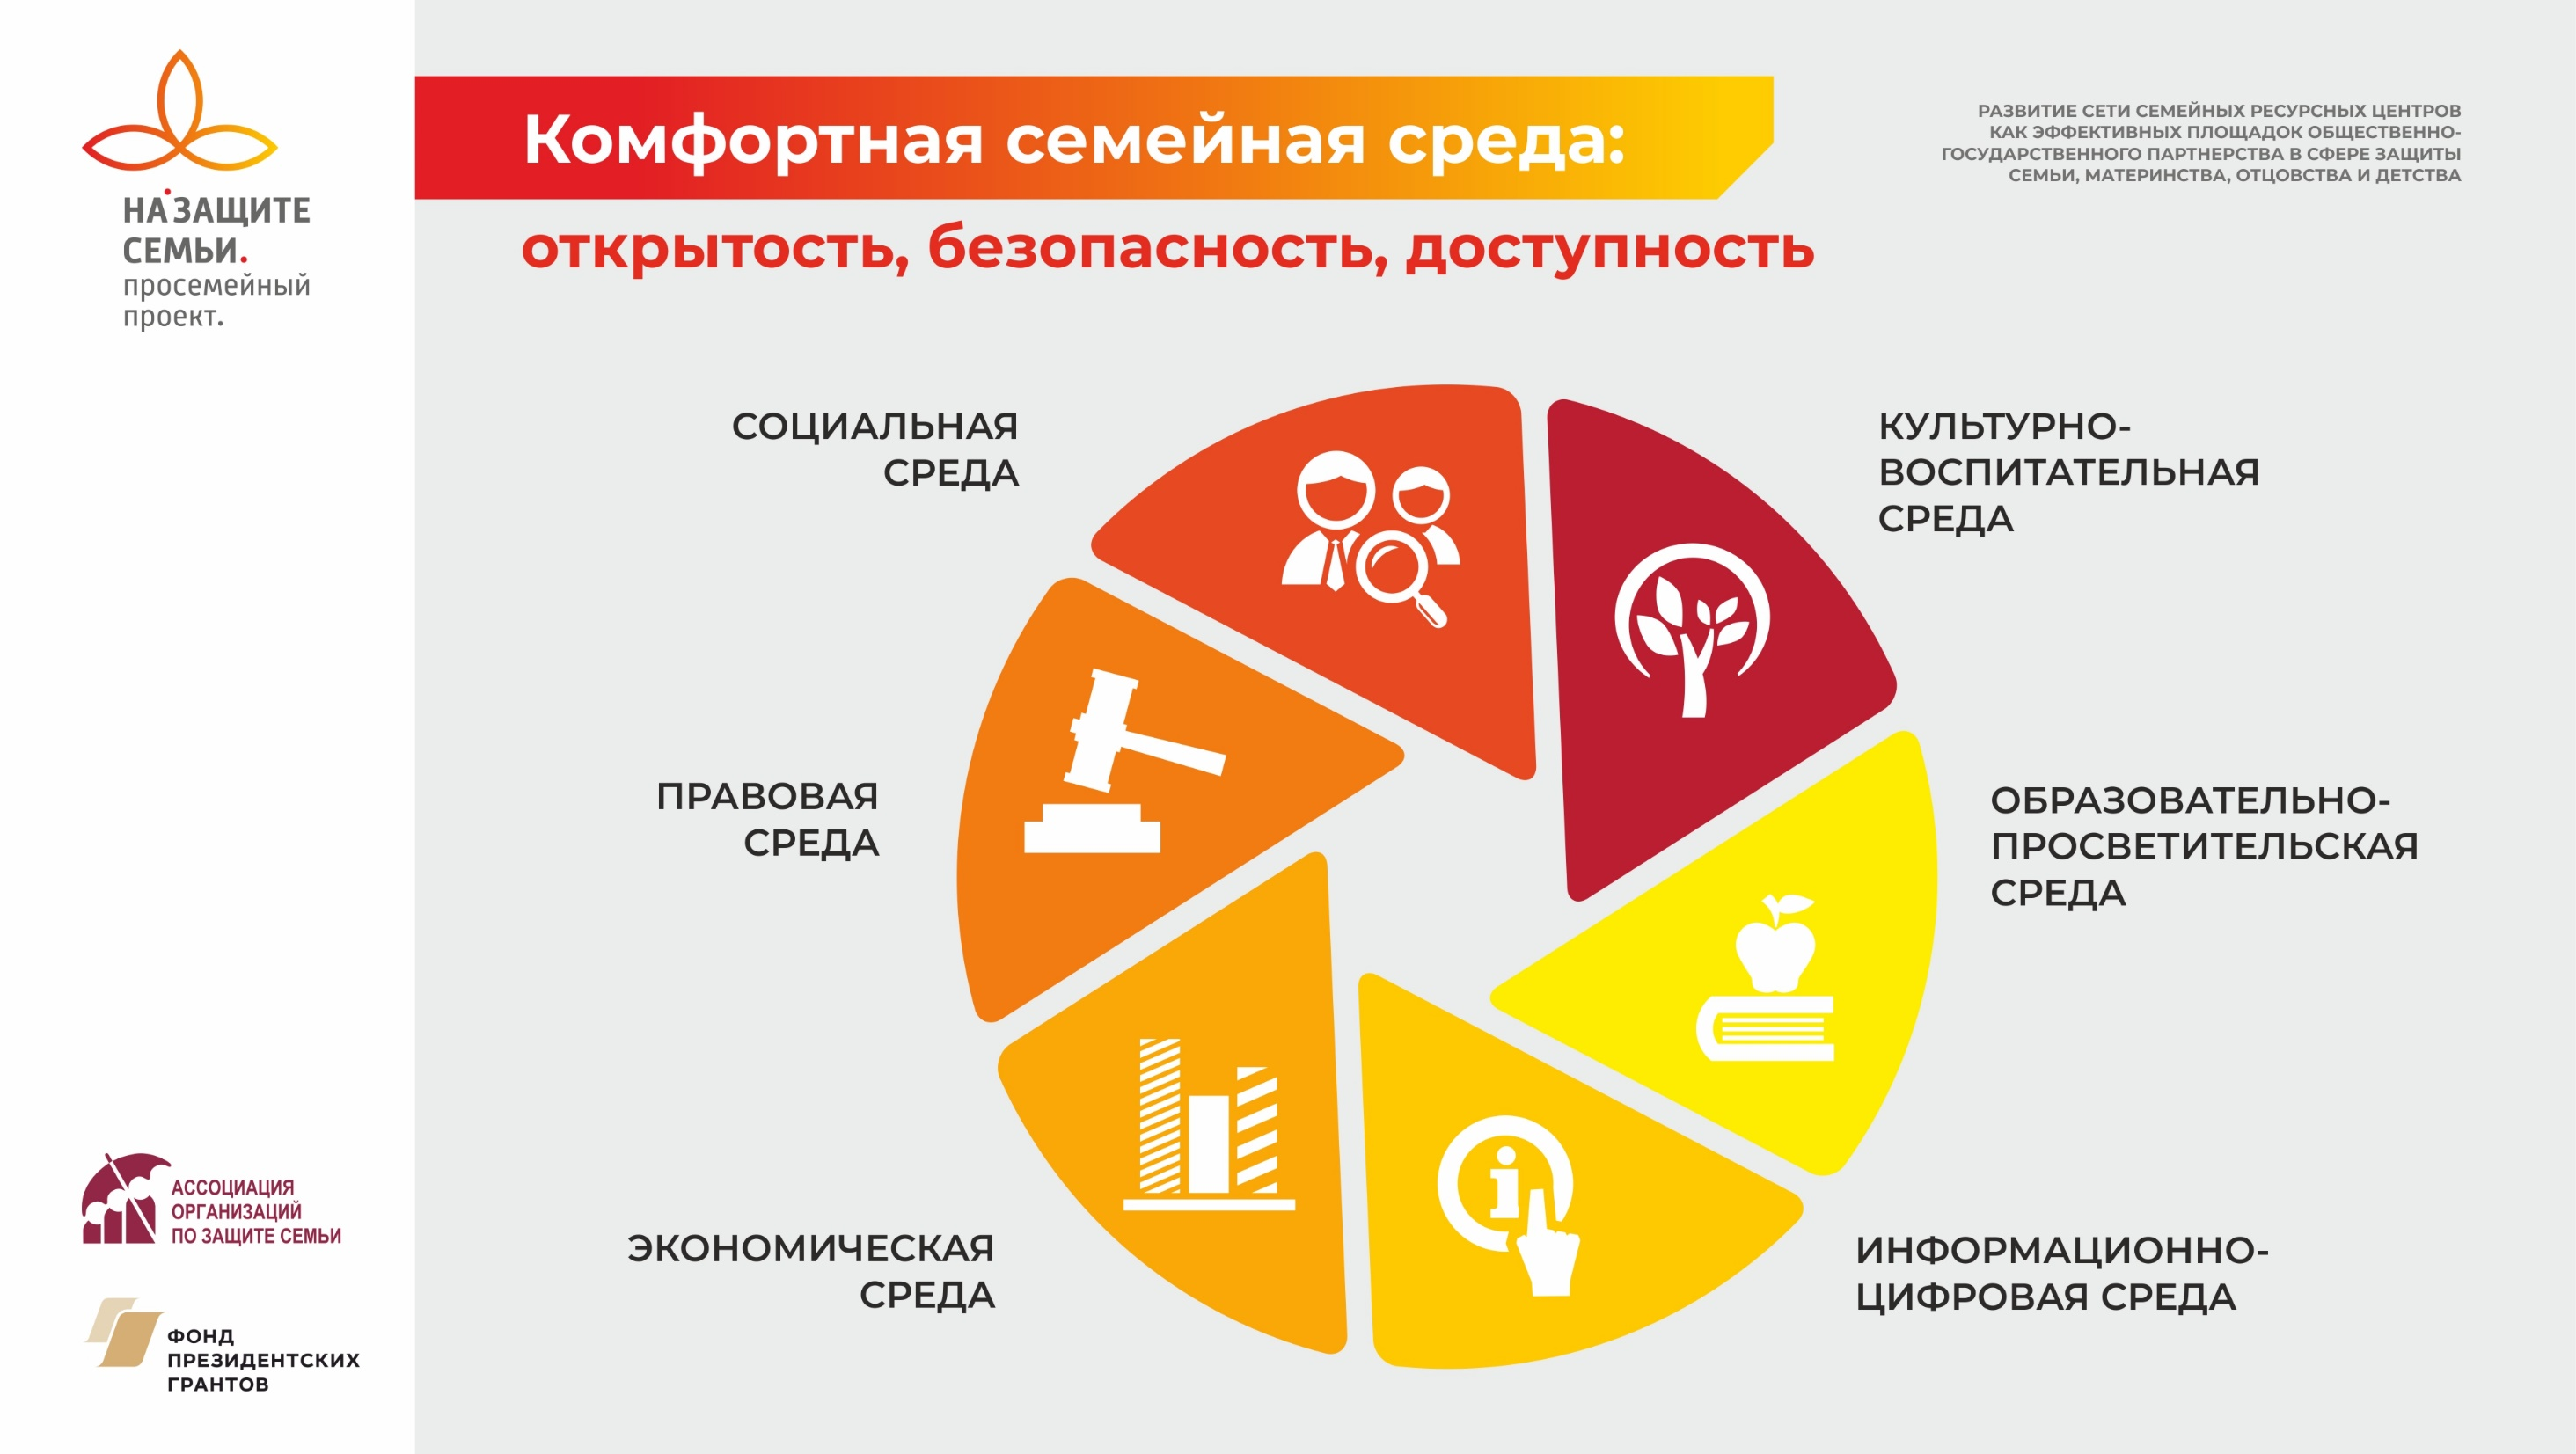 НА ЗАЩИТЕ
СЕМЬИ.
просемейный
проект.
Комфортная семейная среда:
открытость, безопасность, доступность
РАЗВИТИЕ СЕТИ СЕМЕЙНЫХ РЕСУРСНЫХ ЦЕНТРОВ
КАК ЭФФЕКТИВНЫХ ПЛОЩАДОК ОБЩЕСТВЕННО-
ГОСУДАРСТВЕННОГО ПАРТНЕРСТВА В СФЕРЕ ЗАЩИТЫ
СЕМЬИ, МАТЕРИНСТВА, ОТЦОВСТВА И ДЕТСТВА
СОЦИАЛЬНАЯ
СРЕДА
КУЛЬТУРНО-
ВОСПИТАТЕЛЬНАЯ
СРЕДА
ПРАВОВАЯ
СРЕДА
ОБРАЗОВАТЕЛЬНО-
ПРОСВЕТИТЕЛЬСКАЯ
СРЕДА
ЭКОНОМИЧЕСКАЯ
СРЕДА
i
ИНФОРМАЦИОННО-
ЦИФРОВАЯ СРЕДА
АССОЦИАЦИЯ
ОРГАНИЗАЦИЙ
ПО ЗАЩИТЕ СЕМЬИ
ФОНД
ПРЕЗИДЕНТСКИХ
ГРАНТОВ